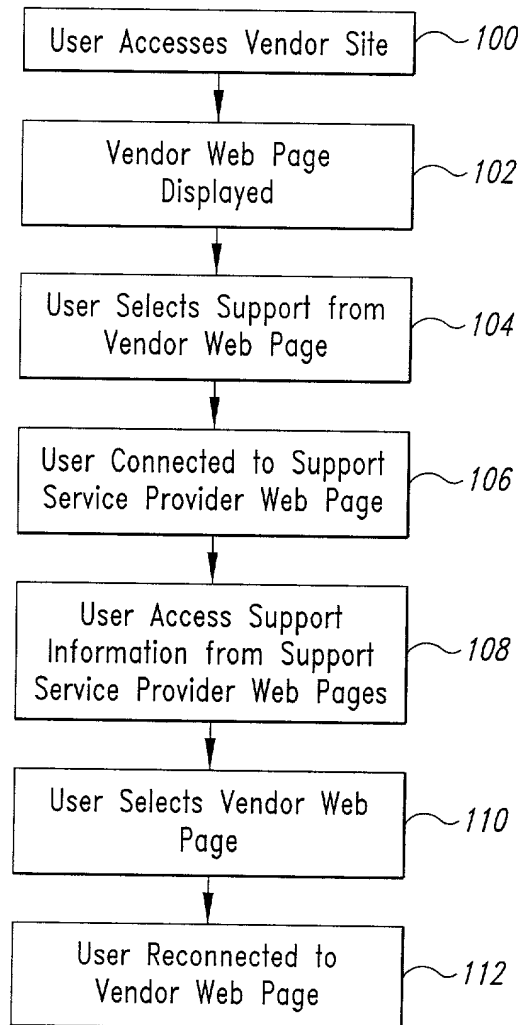 User Accesses Vendor Site
100
Vendor Web Page
Displayed
102
User Selects Support from
Vendor Web Page
104
User Connected to Support
Service Provider Web Page
106
User Access Support
Information from Support
Service Provider Web Pages
108
User Selects Vendor Web
Page
110
User Reconnected to
Vendor Web Page
112